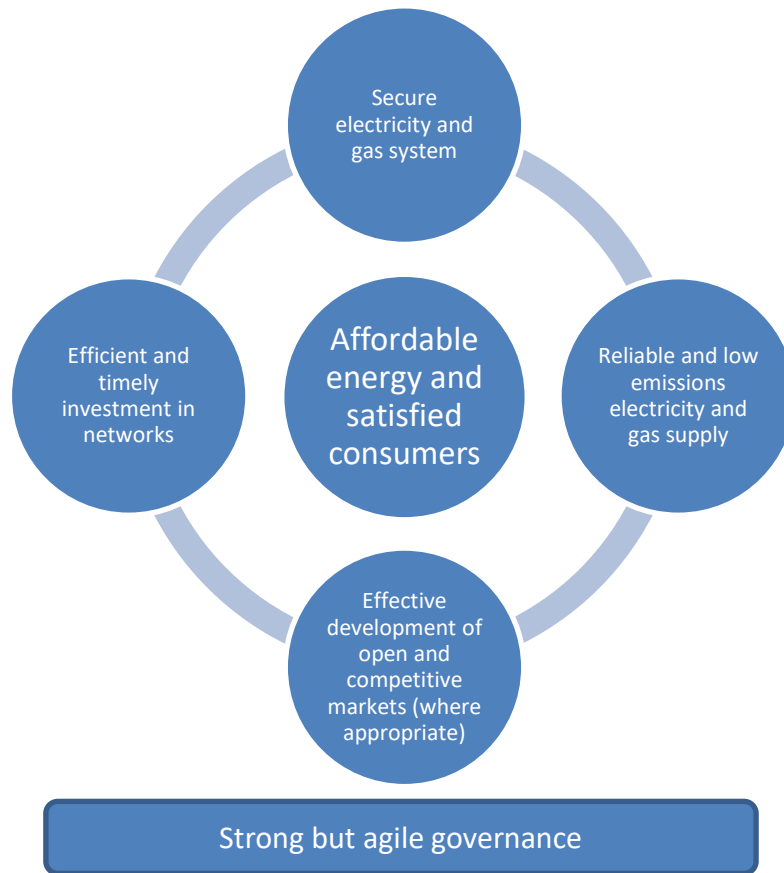 Secure
electricity and
gas system
Efficient and
timely
investment in
networks
Affordable
energy and
satisfied
consumers
Reliable and low
emissions
electricity and
gas supply
Effective
development of
open and
competitive
markets (where
appropriate)
Strong but agile governance